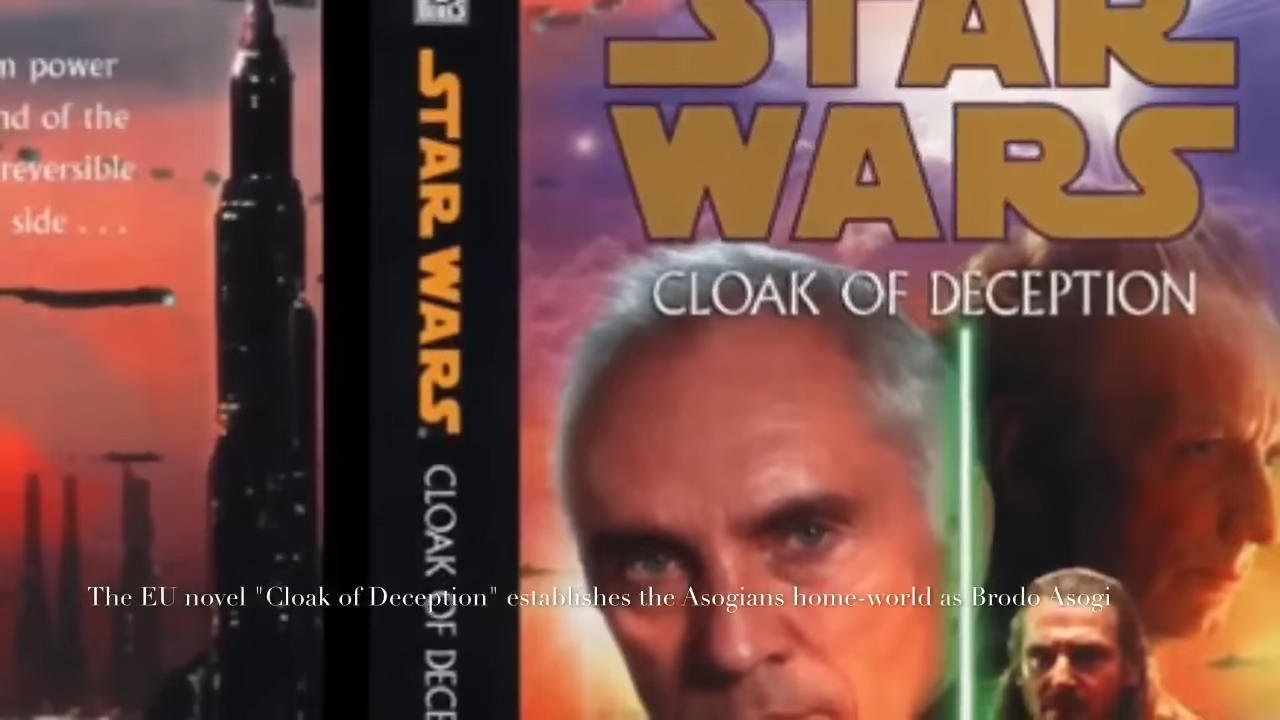 n power
nd of the
reversible
side . . .
BOOKS
STAR WARS
CLOAK OF DECE
STAR
WARS
CLOAK OF DECEPTION
The EU novel "Cloak of Deception" establishes the Asogians home-world as Brodo Asogi